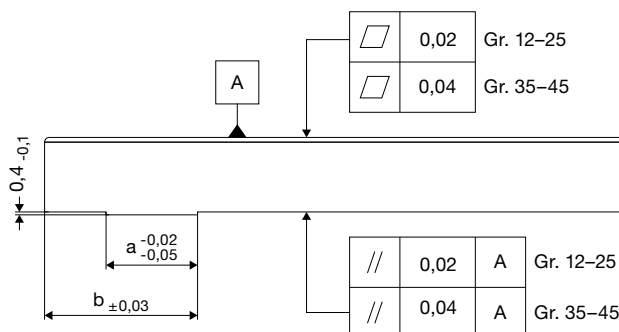 0,02 Gr. 12–25
A
0,04 Gr. 35–45
0,4 -0,1
a -0,02 -0,05
b ±0,03
// 0,02 A Gr. 12–25
// 0,04 A Gr. 35–45